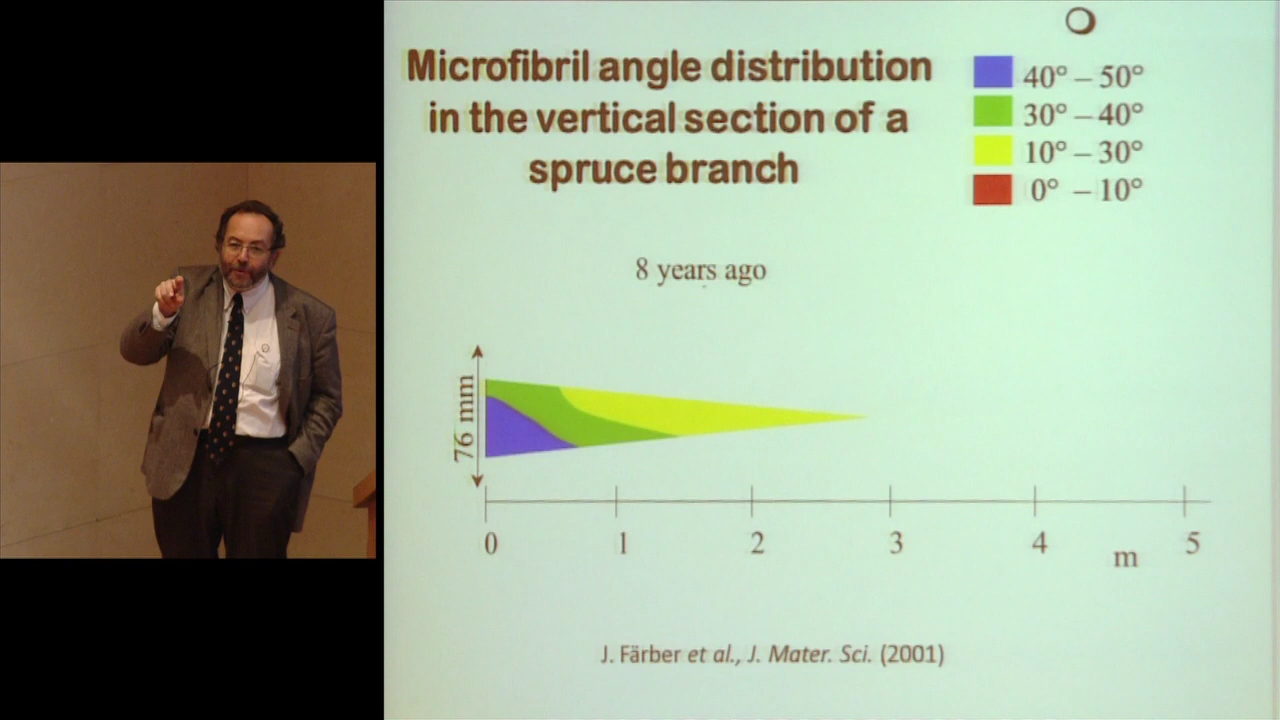 Microfibril angle distribution
in the vertical section of a
spruce branch
40° – 50°
30° – 40°
10° – 30°
0° – 10°
8 years ago
76 mm
0 1 2 3 4 m 5
J. Färber et al., J. Mater. Sci. (2001)